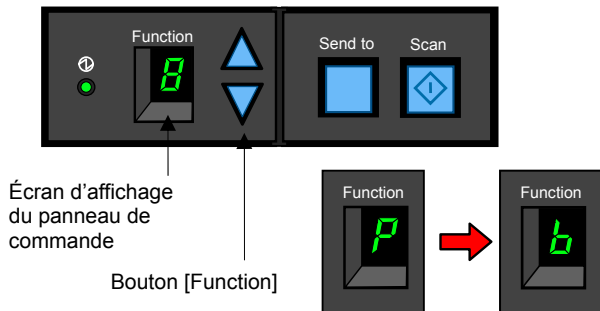 Function
Send to
Scan
8
Écran d'affichage
du panneau de
commande
Bouton [Function]
Function
Function
P
b